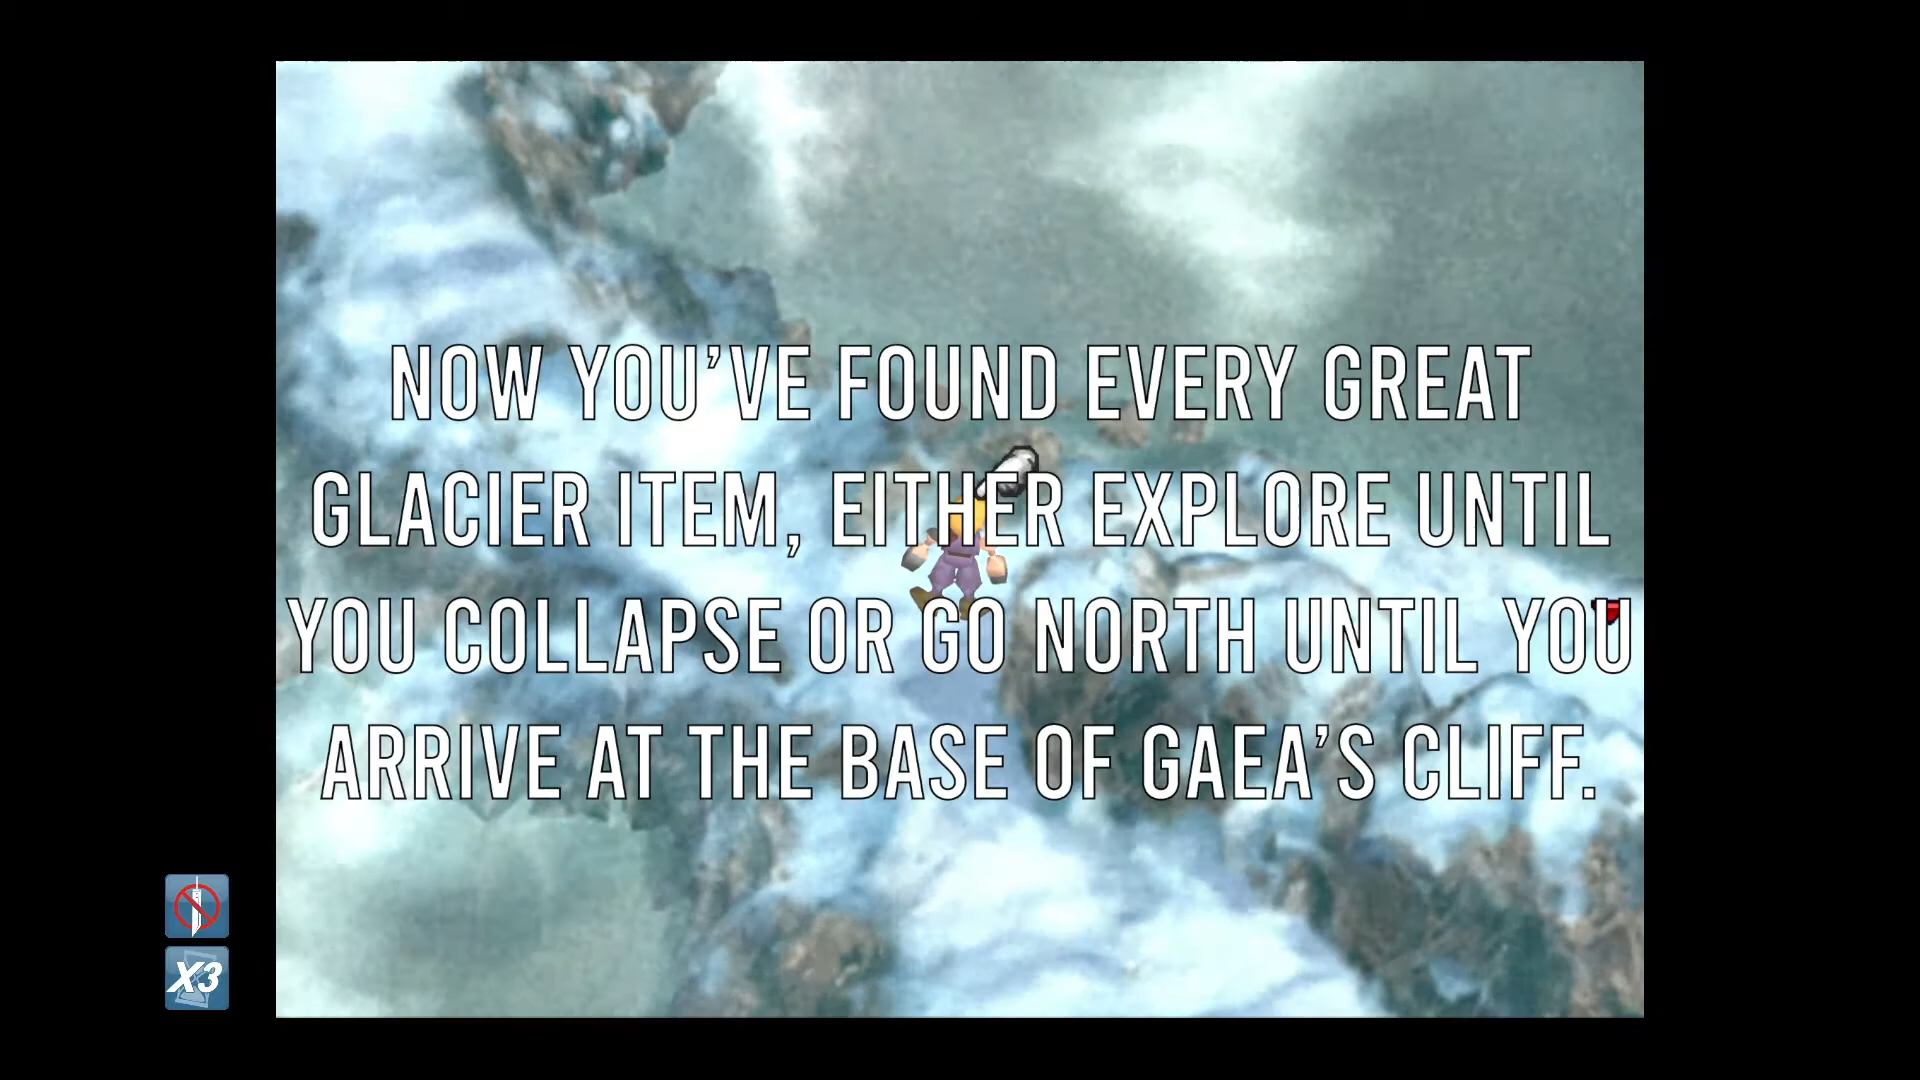 NOW YOU'VE FOUND EVERY GREAT
GLACIER ITEM, EITHER EXPLORE UNTIL
YOU COLLAPSE OR GO NORTH UNTIL YOU
ARRIVE AT THE BASE OF GAEA'S CLIFF.
X3